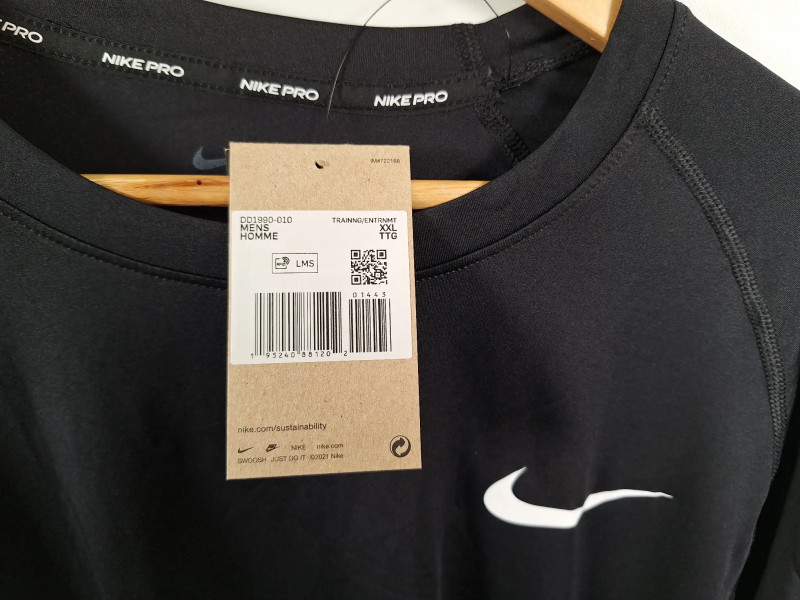 PRO
NIKE PRO
NIKE PRO
NIKE PRO
DD1990-010
MENS
HOMME
TRAINNG/ENTRNMT
XXL
TTG
LMS
01443
1 95240 88120 2
nike.com/sustainability
NIKE nike.com
SWOOSH JUST DO IT ©2021 Nike